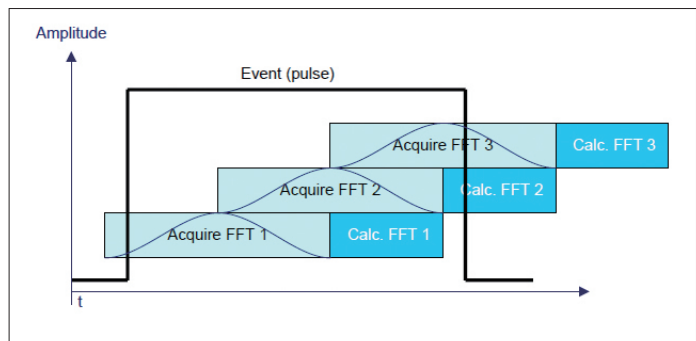 Amplitude
Event (pulse)
Acquire FFT 3
Calc. FFT 3
Acquire FFT 2
Calc. FFT 2
Acquire FFT 1
Calc. FFT 1
t